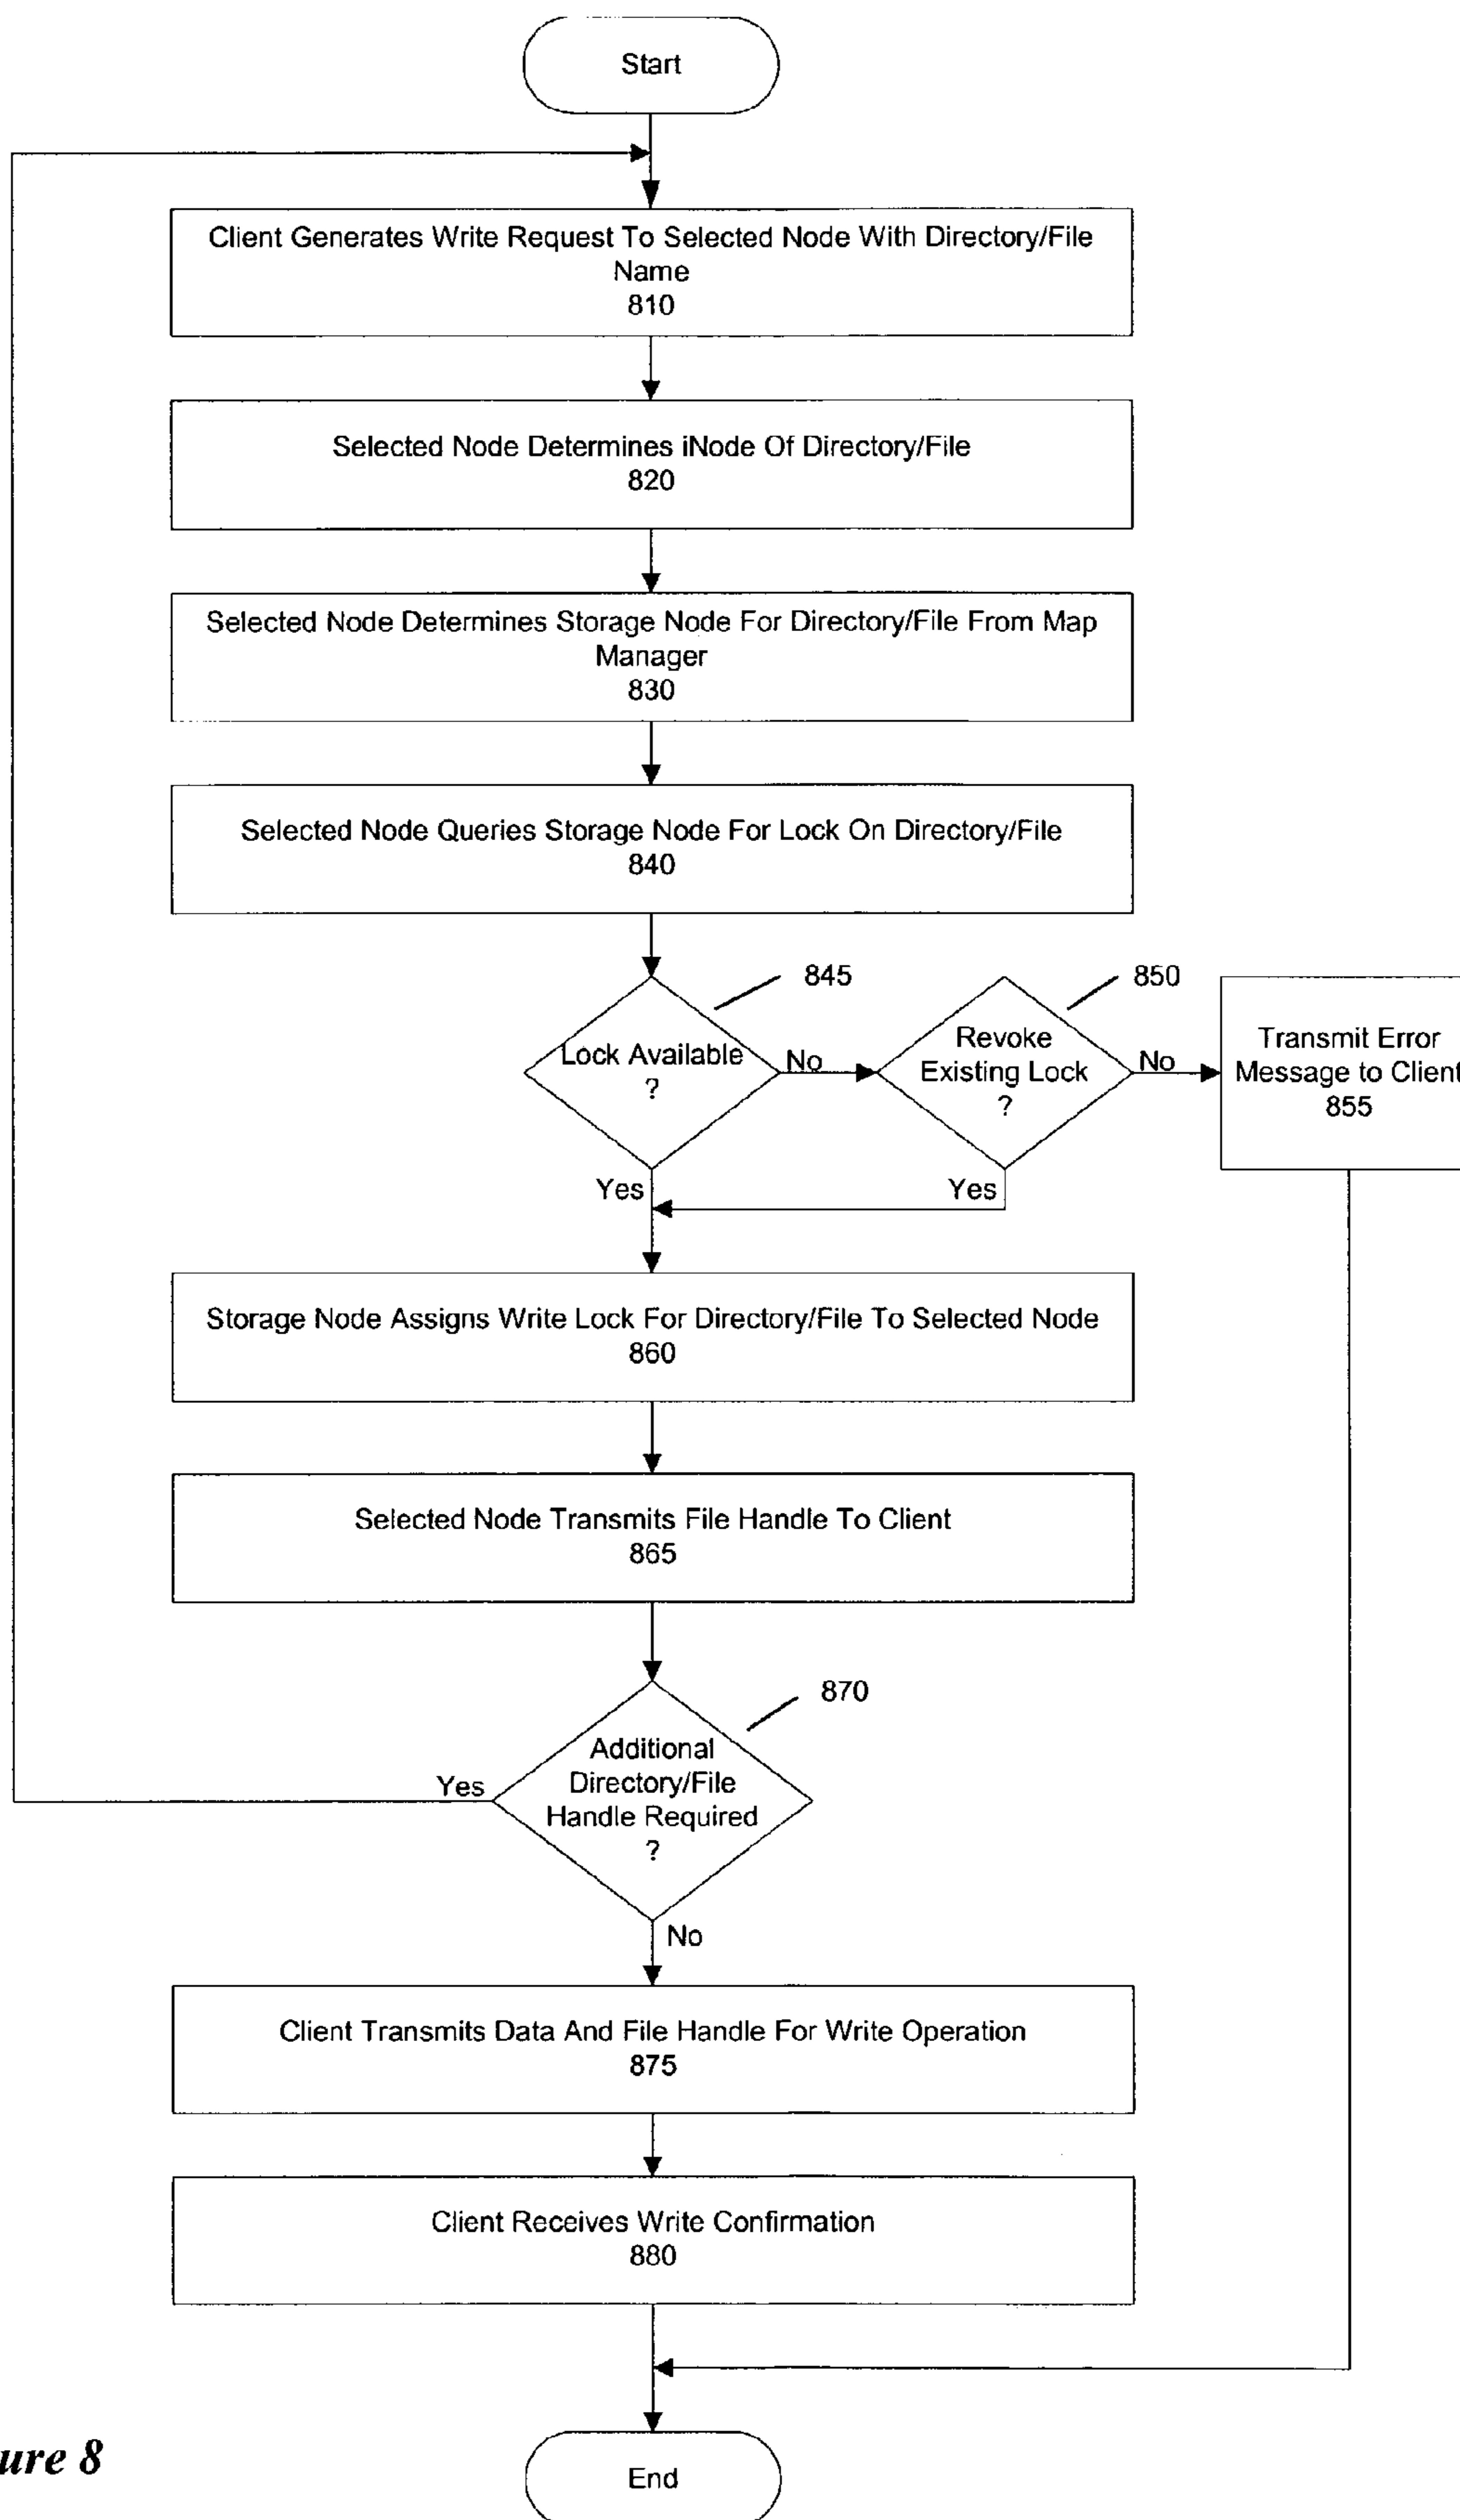 Start
Client Generates Write Request To Selected Node With Directory/File
Name
810
Selected Node Determines iNode Of Directory/File
820
Selected Node Determines Storage Node For Directory/File From Map
Manager
830
Selected Node Queries Storage Node For Lock On Directory/File
840
845
Lock Available
?
No
Yes
850
Revoke
Existing Lock
?
No
Yes
Transmit Error
Message to Client
855
Storage Node Assigns Write Lock For Directory/File To Selected Node
860
Selected Node Transmits File Handle To Client
865
870
Additional
Directory/File
Handle Required
?
Yes
No
Client Transmits Data And File Handle For Write Operation
875
Client Receives Write Confirmation
880
End
ure 8